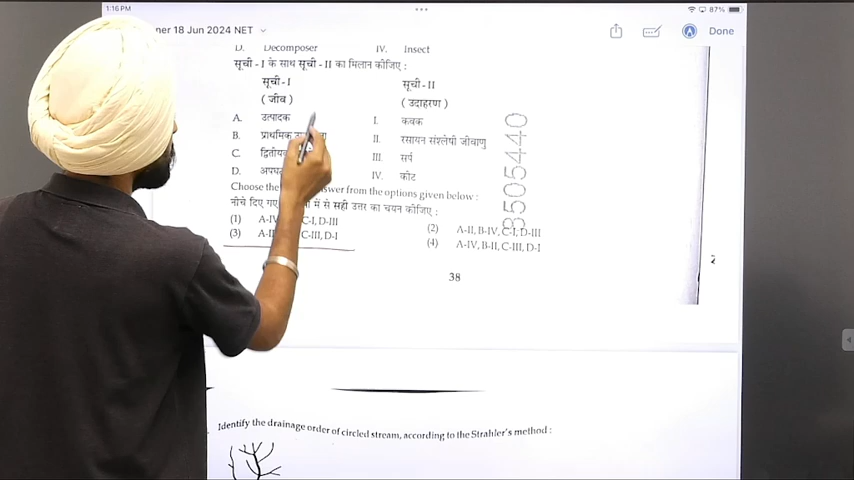 1:16 PM
87%
ner 18 Jun 2024 NET
Done
D. Decomposer IV. Insect
सूची - I के साथ सूची - II का मिलान कीजिए :
सूची - I सूची - II
( जीव ) ( उदाहरण )
A. उत्पादक I. कवक
B. प्राथमिक II. रसायन संश्लेषी जीवाणु
C. III. सर्प
D. IV. कीट
Choose the answer from the options given below :
नीचे दिए गए में से सही उत्तर का चयन कीजिए :
(1) C-I, D-III (2) A-II, B-IV, C-I, D-III
(3) C-III, D-I (4) A-IV, B-II, C-III, D-I
8505440
38
2
Identify the drainage order of circled stream, according to the Strahler's method :